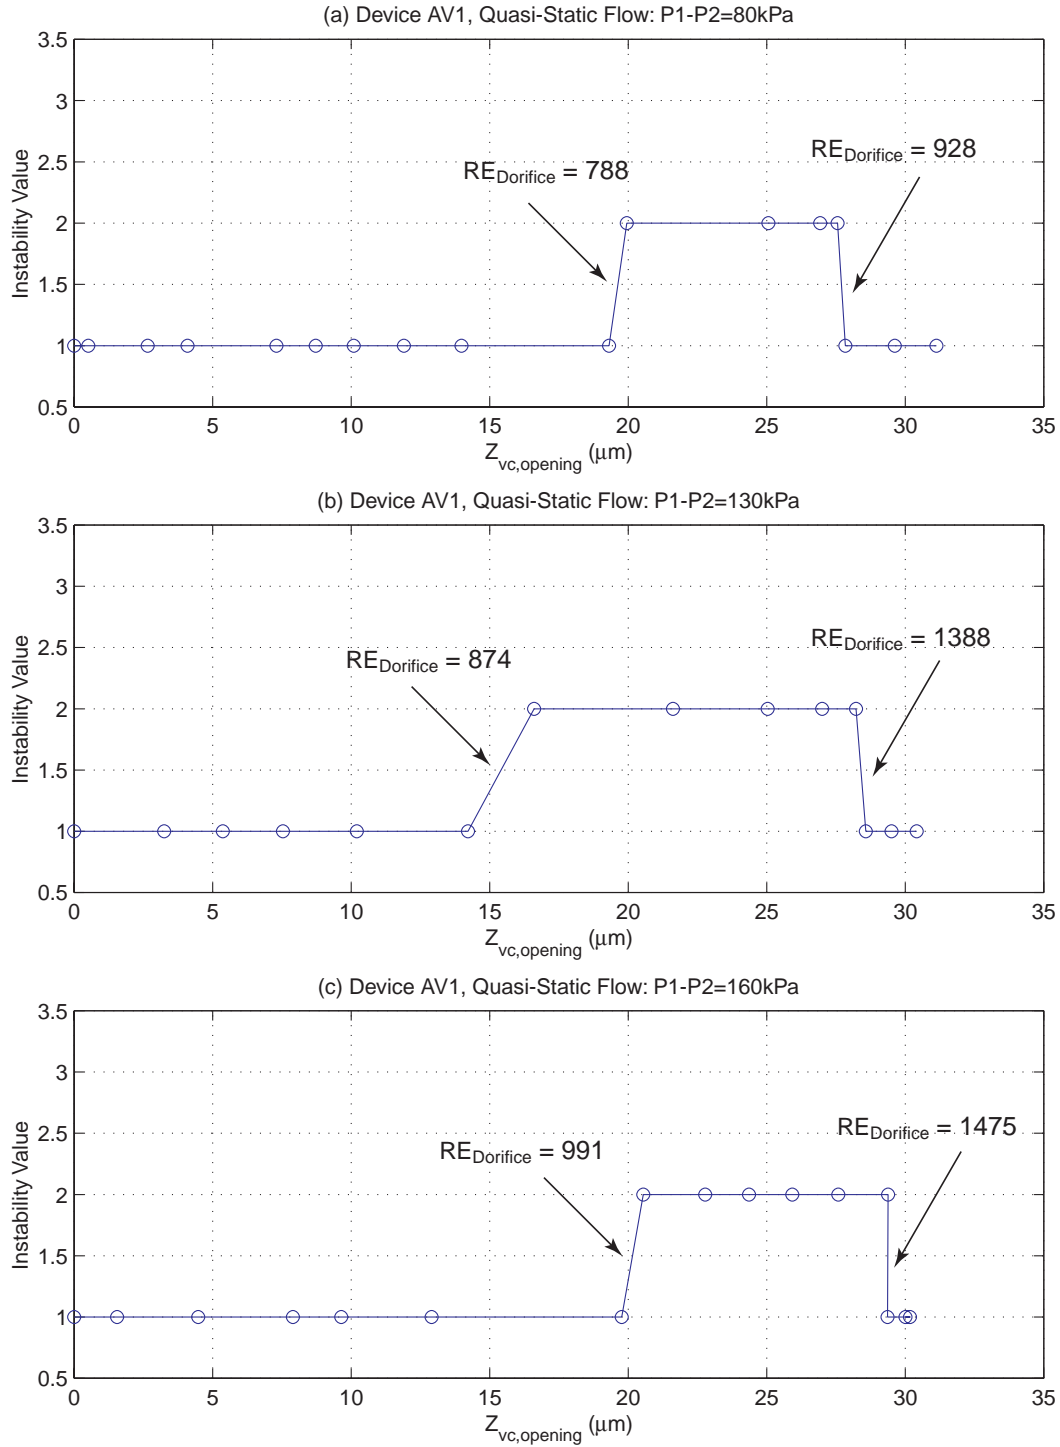 (a) Device AV1, Quasi-Static Flow: P1-P2=80kPa
3.5
3
2.5
2
1.5
1
0.5
Instability Value
RE_Dorifice = 788
RE_Dorifice = 928
0 5 10 15 20 25 30 35
Z_vc,opening (μm)
(b) Device AV1, Quasi-Static Flow: P1-P2=130kPa
3.5
3
2.5
2
1.5
1
0.5
Instability Value
RE_Dorifice = 874
RE_Dorifice = 1388
0 5 10 15 20 25 30 35
Z_vc,opening (μm)
(c) Device AV1, Quasi-Static Flow: P1-P2=160kPa
3.5
3
2.5
2
1.5
1
0.5
Instability Value
RE_Dorifice = 991
RE_Dorifice = 1475
0 5 10 15 20 25 30 35
Z_vc,opening (μm)